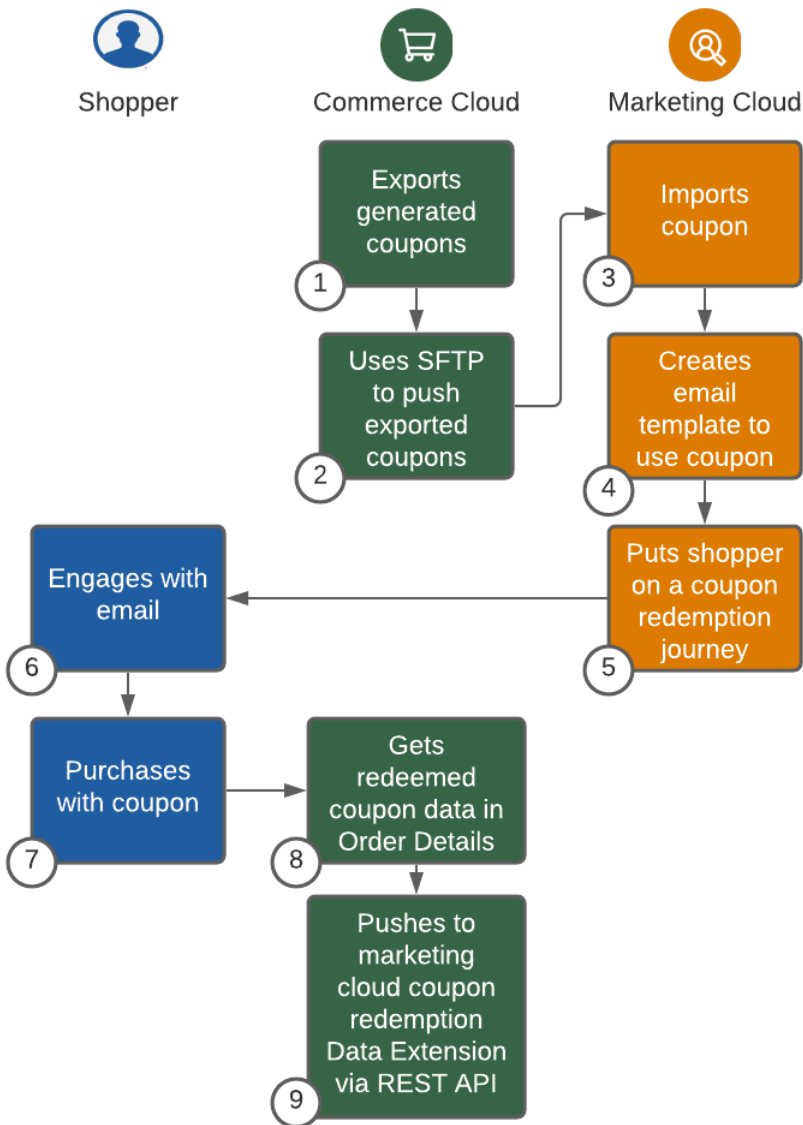 Shopper
Commerce Cloud
Marketing Cloud
Exports
generated
coupons
1
Uses SFTP
to push
exported
coupons
2
Imports
coupon
3
Creates
email
template to
use coupon
4
Puts shopper
on a coupon
redemption
journey
5
Engages with
email
6
Purchases
with coupon
7
Gets
redeemed
coupon data in
Order Details
8
Pushes to
marketing
cloud coupon
redemption
Data Extension
via REST API
9